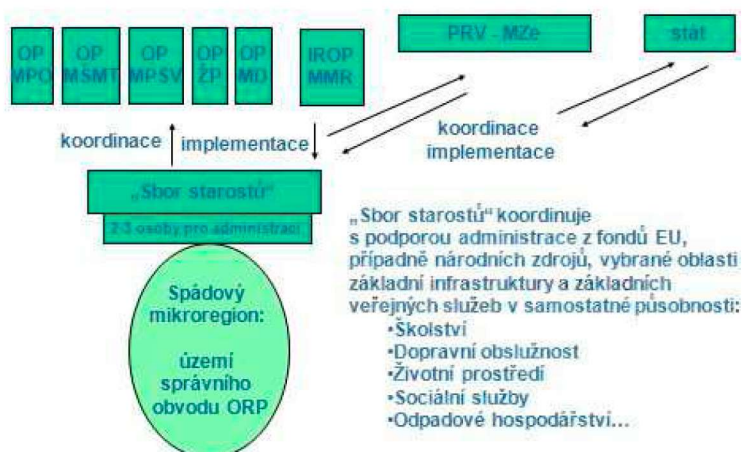 OP MPO
OP MŠMT
OP MPSV
OP ŽP
OP MD
IROP MMR
PRV - MZe
stát
koordinace
implementace
koordinace
implementace
„Sbor starostů“
2-3 osoby pro administraci
Spádový
mikroregion:
území
správního
obvodu ORP
„Sbor starostů“ koordinuje
s podporou administrace z fondů EU,
případně národních zdrojů, vybrané oblasti
základní infrastruktury a základních
veřejných služeb v samostatné působnosti:
•Školství
•Dopravní obslužnost
•Životní prostředí
•Sociální služby
•Odpadové hospodářství...